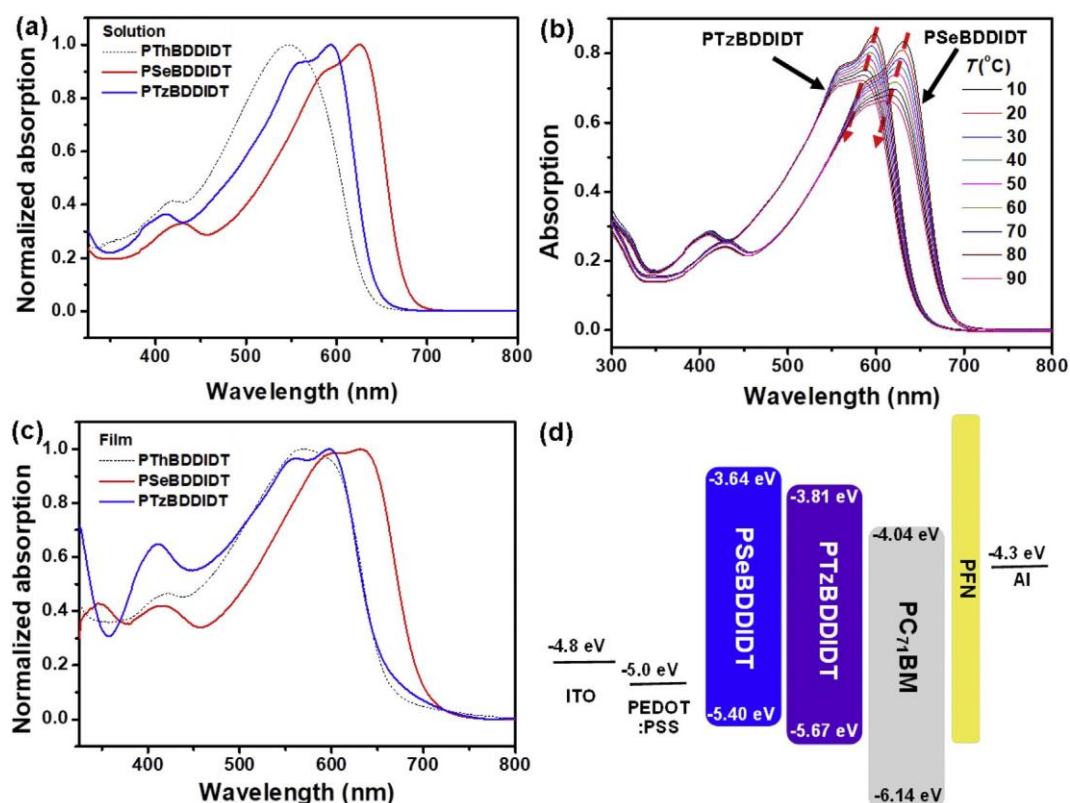 (a)
Solution
PThBDDIDT
PSeBDDIDT
PTzBDDIDT
1.0
0.8
0.6
0.4
0.2
0.0
Normalized absorption
400 500 600 700 800
Wavelength (nm)
(b)
PTzBDDIDT
PSeBDDIDT
T(°C)
10
20
30
40
50
60
70
80
90
0.8
0.6
0.4
0.2
0.0
Absorption
300 400 500 600 700 800
Wavelength (nm)
(c)
Film
PThBDDIDT
PSeBDDIDT
PTzBDDIDT
1.0
0.8
0.6
0.4
0.2
0.0
Normalized absorption
400 500 600 700 800
Wavelength (nm)
(d)
-4.8 eV
ITO
-5.0 eV
PEDOT
:PSS
-3.64 eV
PSeBDDIDT
-5.40 eV
-3.81 eV
PTzBDDIDT
-5.67 eV
-4.04 eV
PC71BM
-6.14 eV
PFN
-4.3 eV
Al